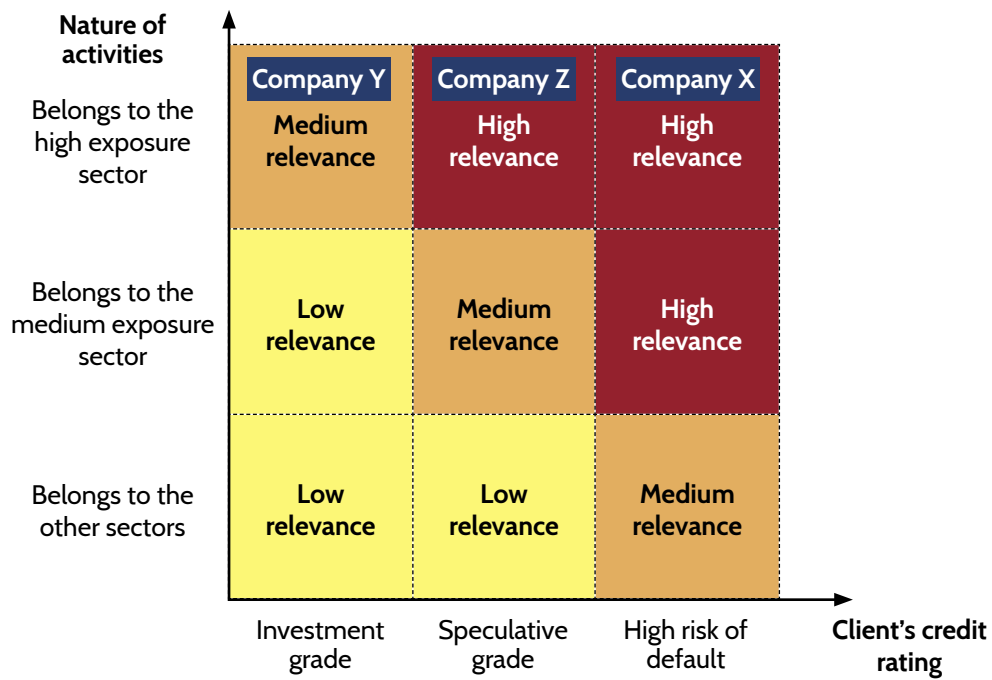 Nature of
activities
Belongs to the
high exposure
sector
Company Y
Medium
relevance
Company Z
High
relevance
Company X
High
relevance
Belongs to the
medium exposure
sector
Low
relevance
Medium
relevance
High
relevance
Belongs to the
other sectors
Low
relevance
Low
relevance
Medium
relevance
Investment
grade
Speculative
grade
High risk of
default
Client’s credit
rating